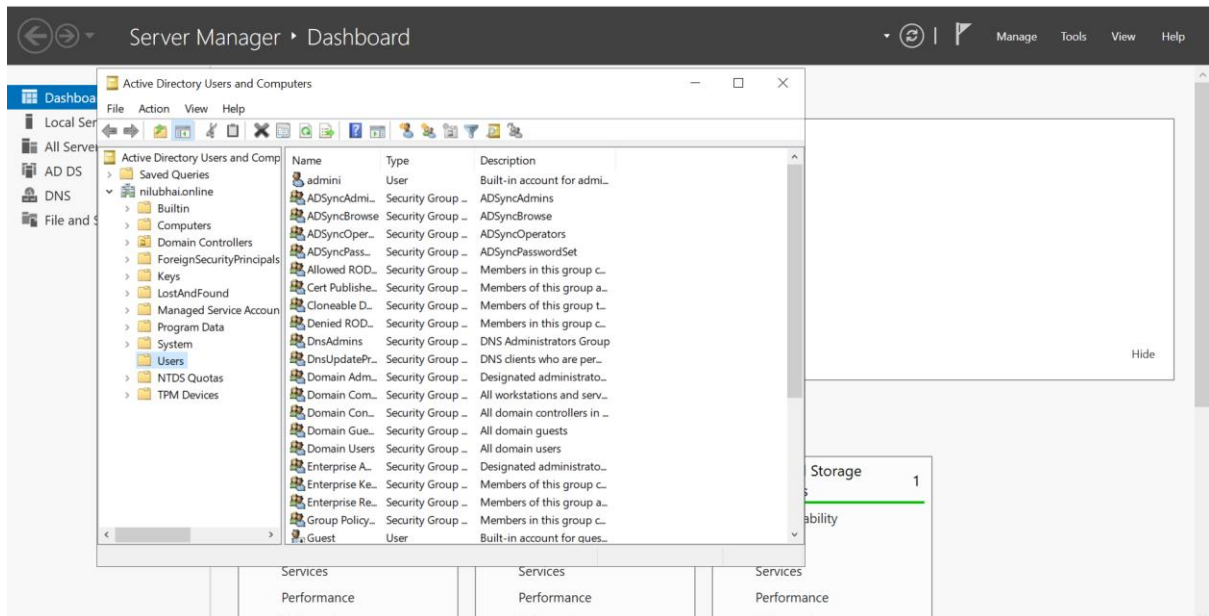 Server Manager ‣ Dashboard
Manage Tools View Help
Dashboa
Local Ser
All Server
AD DS
DNS
File and S
Active Directory Users and Computers
File Action View Help
Active Directory Users and Comp
Saved Queries
nilubhai.online
Builtin
Computers
Domain Controllers
ForeignSecurityPrincipals
Keys
LostAndFound
Managed Service Accoun
Program Data
System
Users
NTDS Quotas
TPM Devices
Name Type Description
admini User Built-in account for admi...
ADSyncAdmi... Security Group ... ADSyncAdmins
ADSyncBrowse Security Group ... ADSyncBrowse
ADSyncOper... Security Group ... ADSyncOperators
ADSyncPass... Security Group ... ADSyncPasswordSet
Allowed ROD... Security Group ... Members in this group c...
Cert Publishe... Security Group ... Members of this group a...
Cloneable D... Security Group ... Members of this group t...
Denied ROD... Security Group ... Members in this group c...
DnsAdmins Security Group ... DNS Administrators Group
DnsUpdatePr... Security Group ... DNS clients who are per...
Domain Adm... Security Group ... Designated administrato...
Domain Com... Security Group ... All workstations and serv...
Domain Con... Security Group ... All domain controllers in ...
Domain Gue... Security Group ... All domain guests
Domain Users Security Group ... All domain users
Enterprise A... Security Group ... Designated administrato...
Enterprise Ke... Security Group ... Members of this group c...
Enterprise Re... Security Group ... Members of this group a...
Group Policy... Security Group ... Members in this group c...
Guest User Built-in account for gues...
Hide
Storage 1
s
ability
Services Services Services
Performance Performance Performance